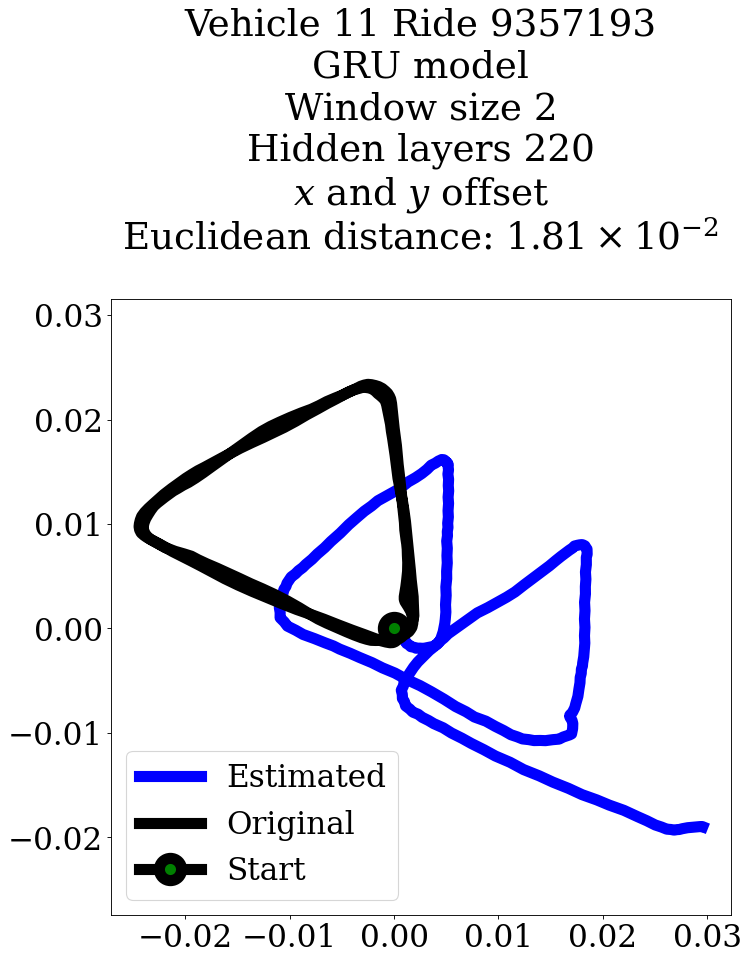 Vehicle 11 Ride 9357193
GRU model
Window size 2
Hidden layers 220
x and y offset
Euclidean distance: 1.81 × 10⁻²
0.03
0.02
0.01
0.00
−0.01
−0.02
Estimated
Original
Start
−0.02 −0.01 0.00 0.01 0.02 0.03